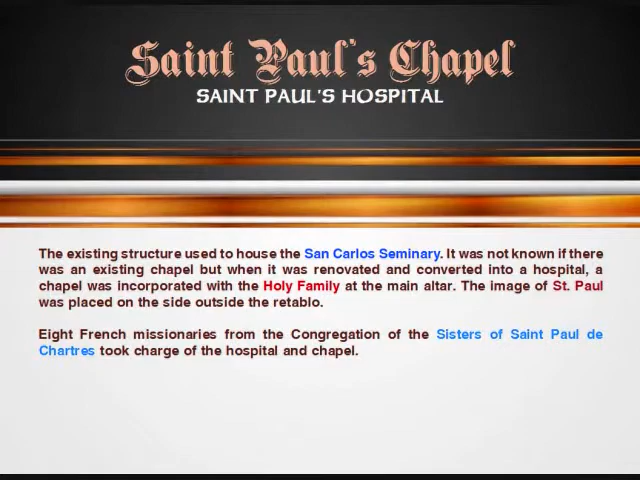 Saint Paul's Chapel
SAINT PAUL'S HOSPITAL
The existing structure used to house the San Carlos Seminary. It was not known if there
was an existing chapel but when it was renovated and converted into a hospital, a
chapel was incorporated with the Holy Family at the main altar. The image of St. Paul
was placed on the side outside the retablo.
Eight French missionaries from the Congregation of the Sisters of Saint Paul de
Chartres took charge of the hospital and chapel.